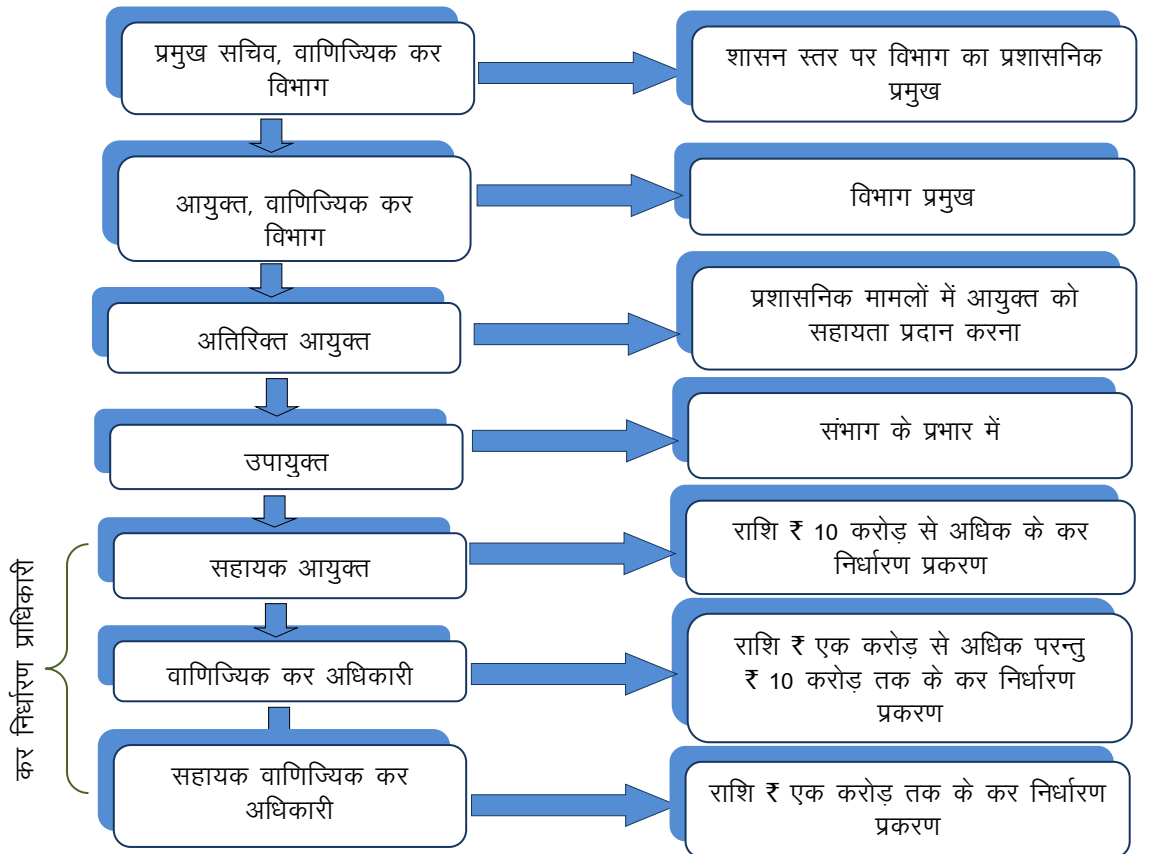 प्रमुख सचिव, वाणिज्यिक कर
विभाग
शासन स्तर पर विभाग का प्रशासनिक
प्रमुख
आयुक्त, वाणिज्यिक कर
विभाग
विभाग प्रमुख
अतिरिक्त आयुक्त
प्रशासनिक मामलों में आयुक्त को
सहायता प्रदान करना
उपायुक्त
संभाग के प्रभार में
कर निर्धारण प्राधिकारी
सहायक आयुक्त
राशि ₹ 10 करोड़ से अधिक के कर
निर्धारण प्रकरण
वाणिज्यिक कर अधिकारी
राशि ₹ एक करोड़ से अधिक परन्तु
₹ 10 करोड़ तक के कर निर्धारण
प्रकरण
सहायक वाणिज्यिक कर
अधिकारी
राशि ₹ एक करोड़ तक के कर निर्धारण
प्रकरण